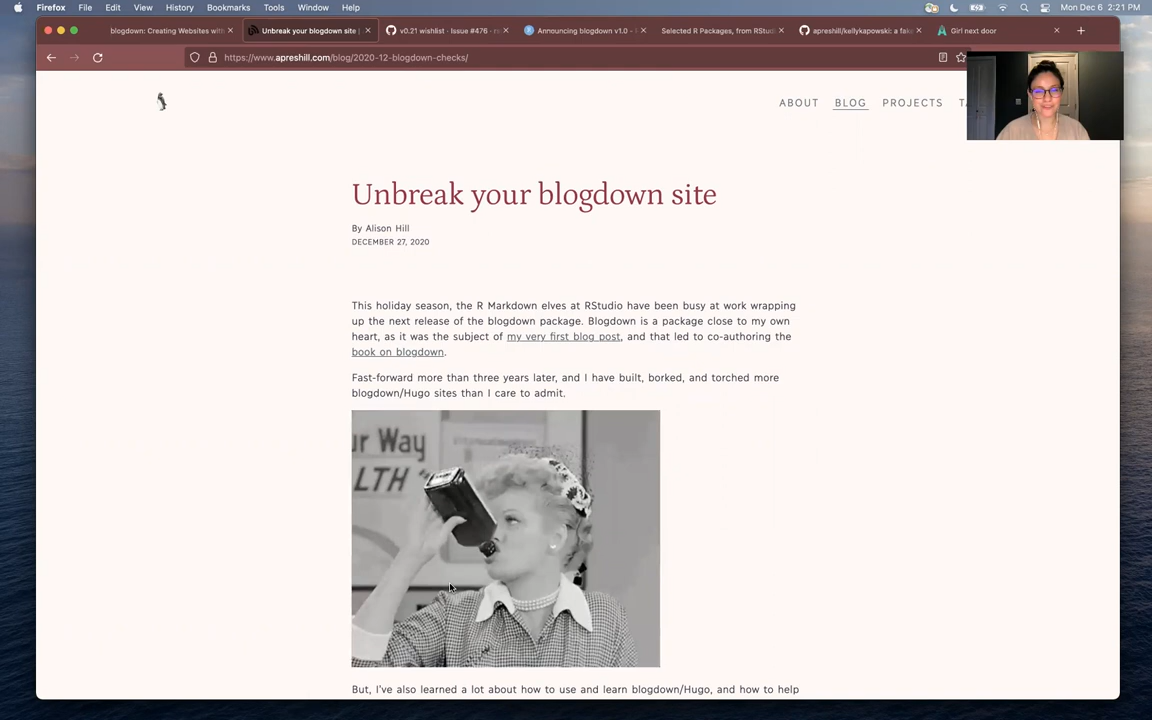 Firefox File Edit View History Bookmarks Tools Window Help Mon Dec 6 2:21 PM
blogdown: Creating Websites with Unbreak your blogdown site | v0.21 wishlist · Issue #476 · Announcing blogdown v1.0 - Selected R Packages, from RStud apreshill/kellykapowski: a fak Girl next door
https://www.apreshill.com/blog/2020-12-blogdown-checks/
ABOUT BLOG PROJECTS
Unbreak your blogdown site
By Alison Hill
DECEMBER 27, 2020
This holiday season, the R Markdown elves at RStudio have been busy at work wrapping
up the next release of the blogdown package. Blogdown is a package close to my own
heart, as it was the subject of my very first blog post, and that led to co-authoring the
book on blogdown.
Fast-forward more than three years later, and I have built, borked, and torched more
blogdown/Hugo sites than I care to admit.
ur Way
LTH
But, I've also learned a lot about how to use and learn blogdown/Hugo, and how to help